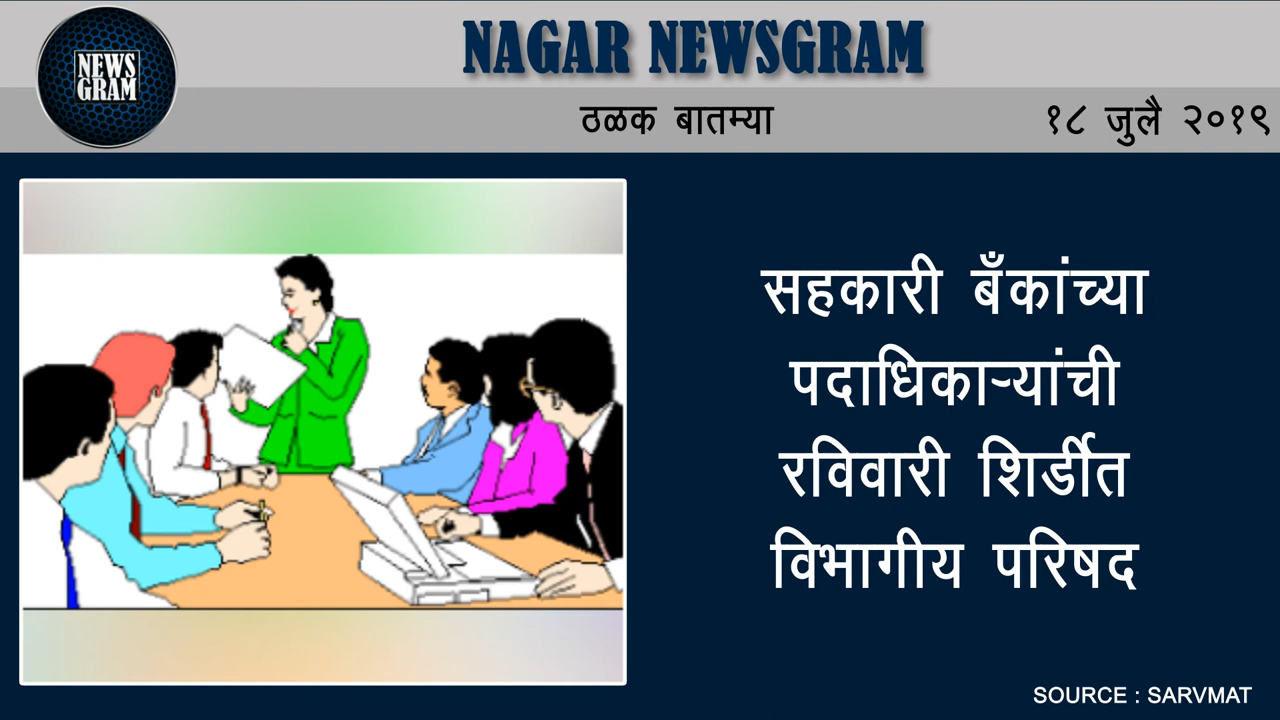 NEWS
GRAM
NAGAR NEWSGRAM
ठळक बातम्या
१८ जुलै २०१९
सहकारी बँकांच्या
पदाधिकाऱ्यांची
रविवारी शिर्डीत
विभागीय परिषद
SOURCE : SARVMAT